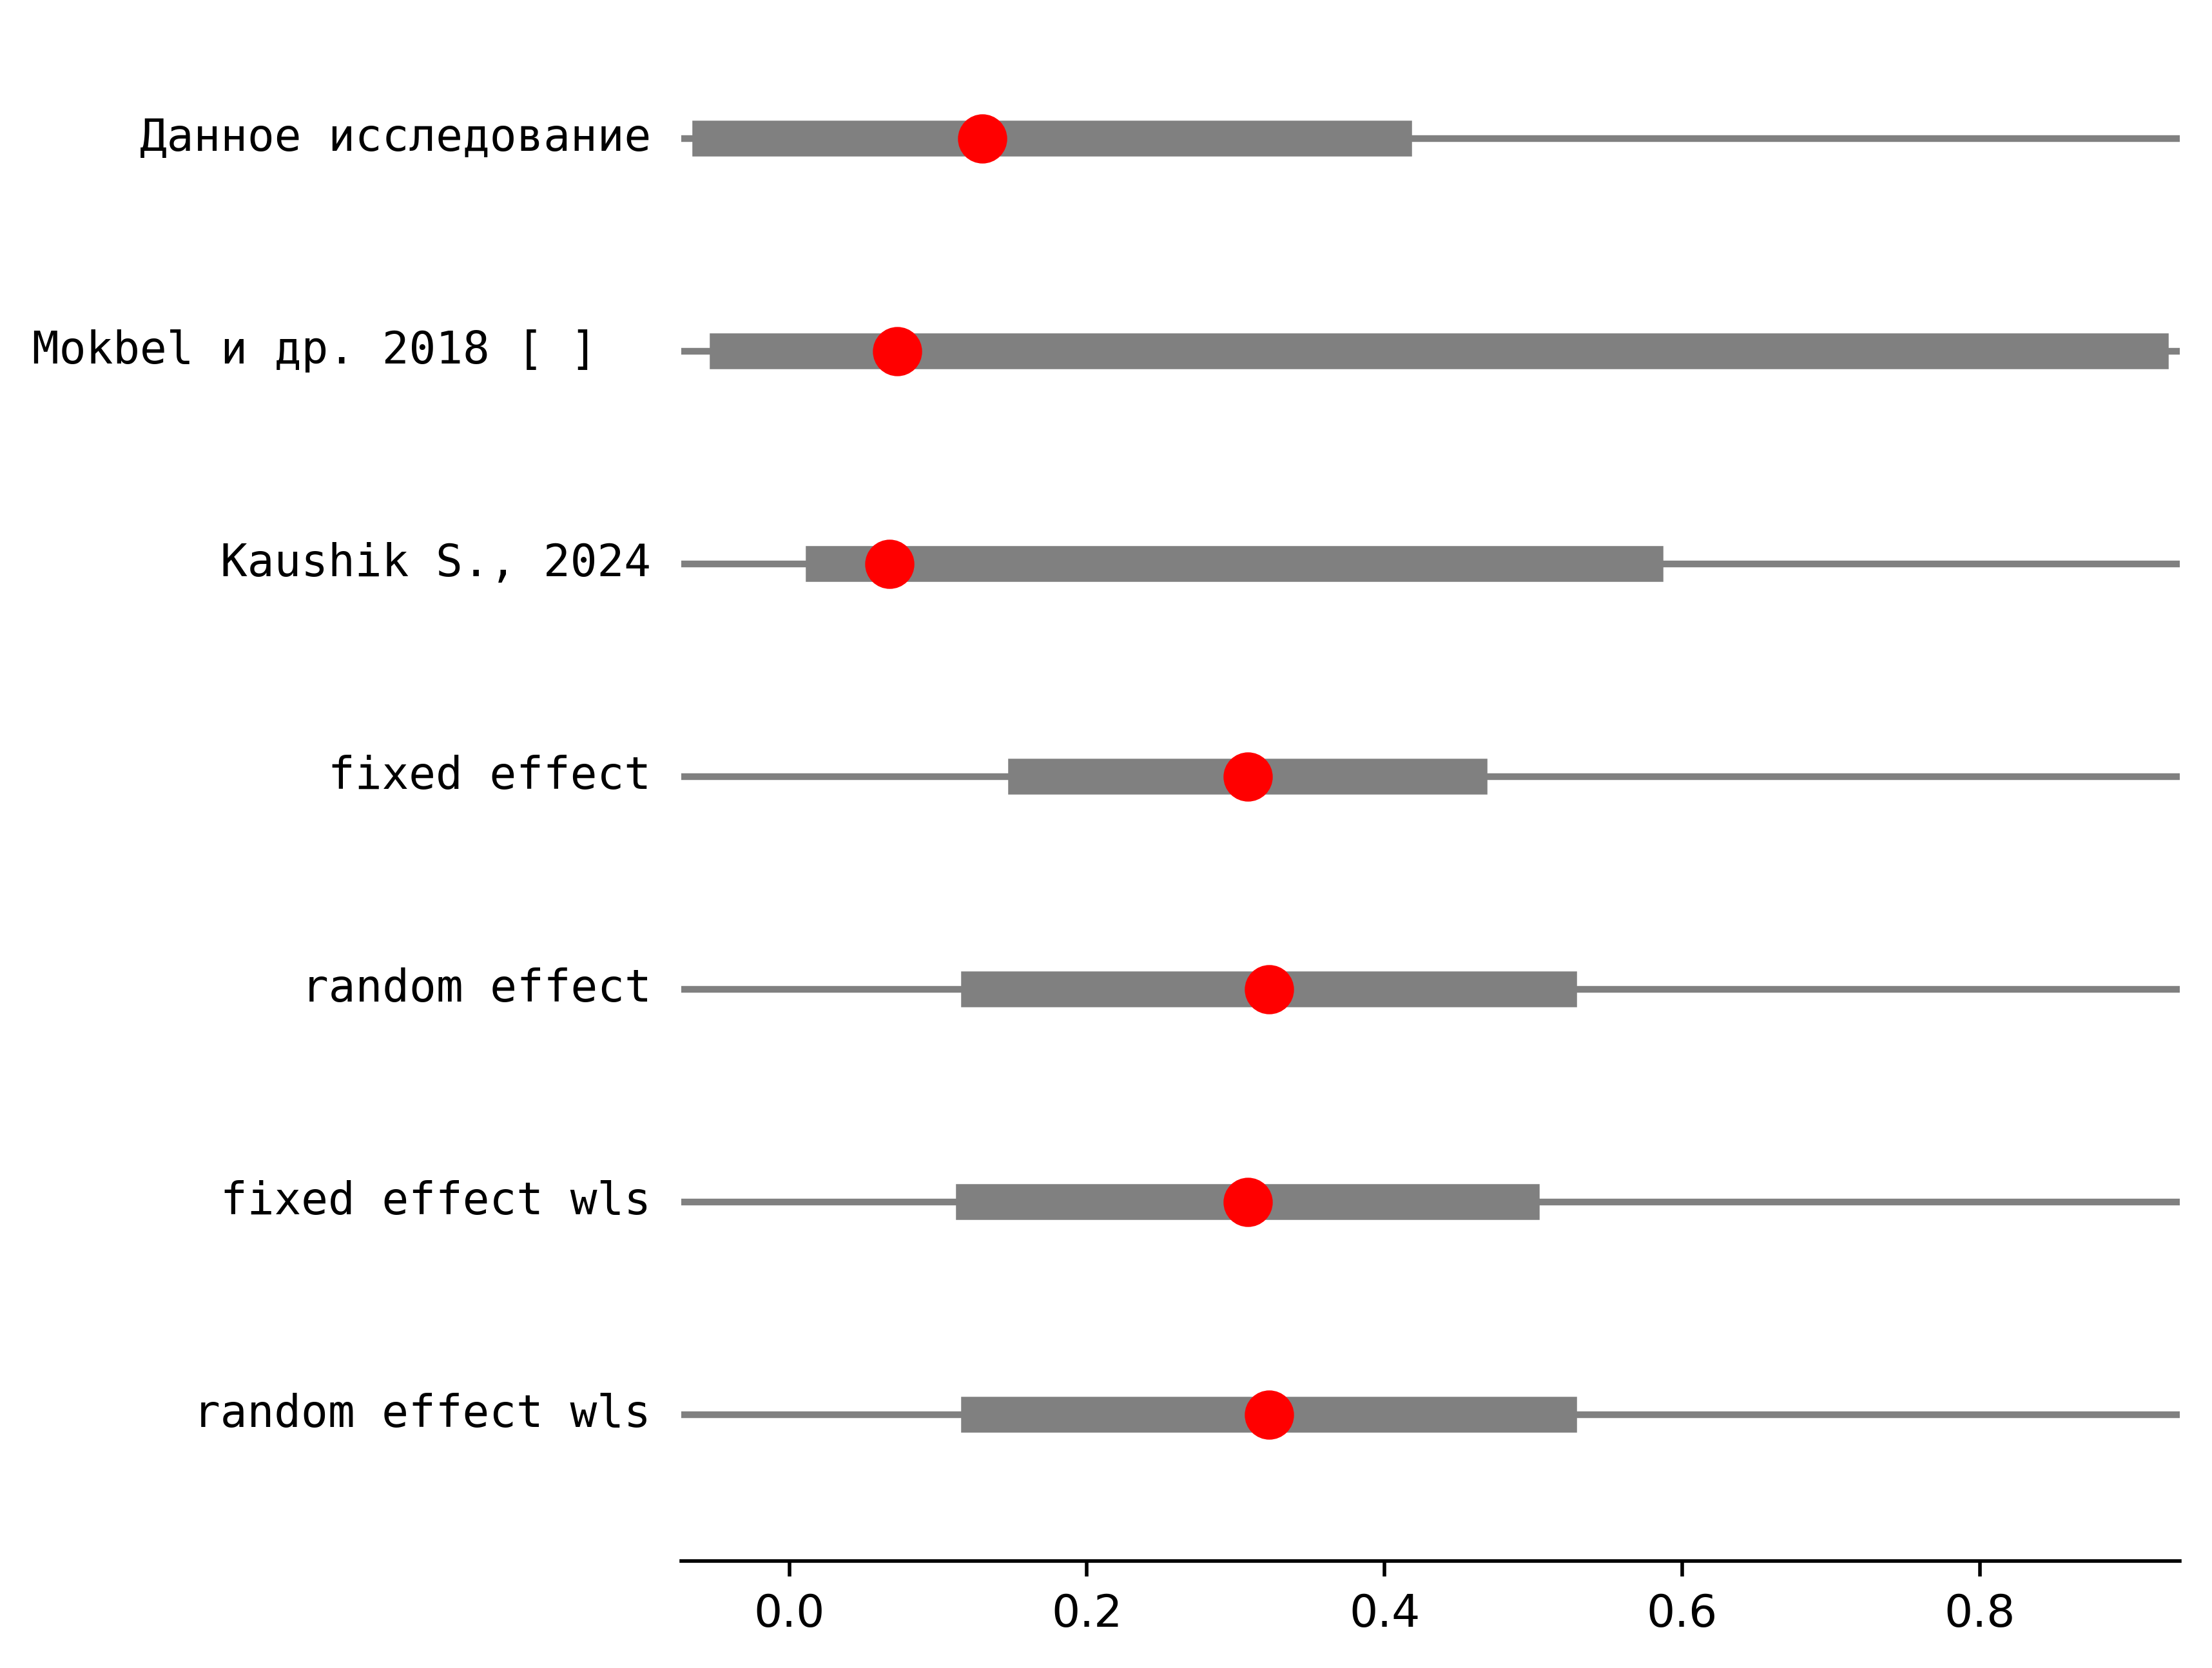 Данное исследование
Mokbel и др. 2018 [ ]
Kaushik S., 2024
fixed effect
random effect
fixed effect wls
random effect wls
0.0 0.2 0.4 0.6 0.8